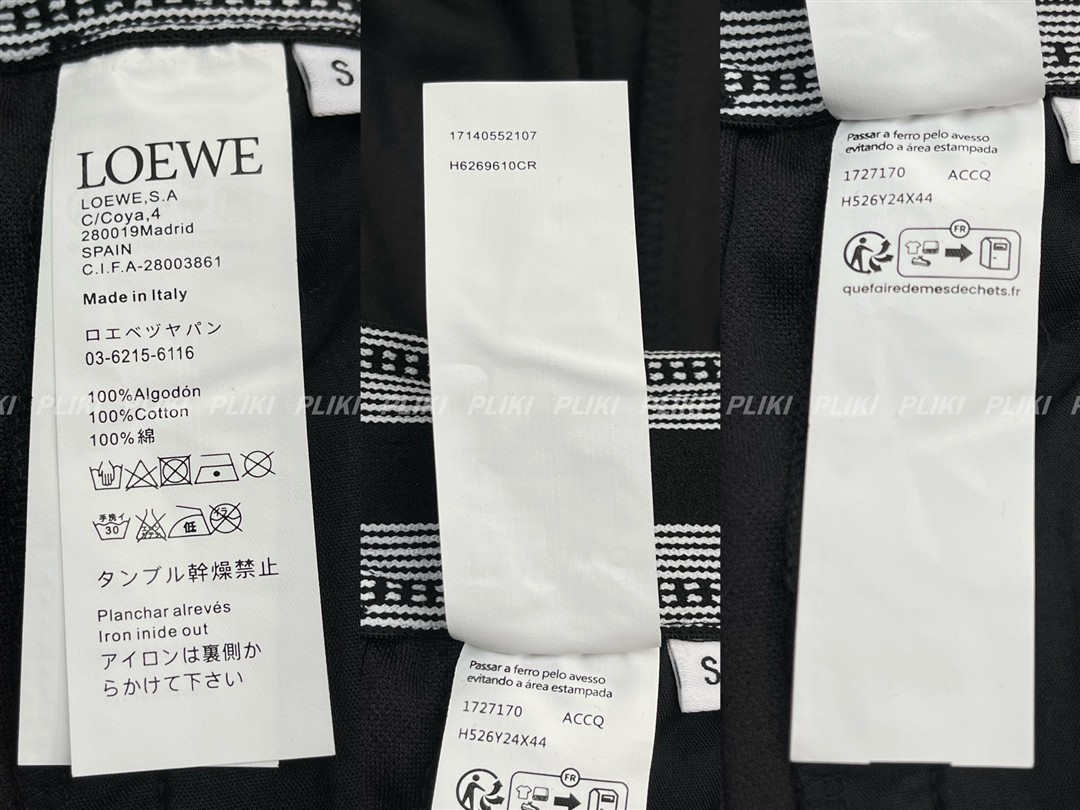 S
LOEWE
LOEWE,S.A
C/Coya,4
280019Madrid
SPAIN
C.I.F.A-28003861
Made in Italy
ロエベヅヤパン
03-6215-6116
100%Algodón
100%Cotton
100%綿
手洗イ
30
低
タンブル幹燥禁止
Planchar alrevés
Iron inide out
アイロンは裏側か
らかけて下さい
17140552107
H6269610CR
S
Passar a ferro pelo avesso
evitando a área estampada
1727170 ACCQ
H526Y24X44
FR
Passar a ferro pelo avesso
evitando a área estampada
1727170 ACCQ
H526Y24X44
FR
quefairedemesdechets.fr
PLIKI PLIKI PLIKI PLIKI PLIKI PLIKI PLIKI PLIKI PLIKI PLIKI